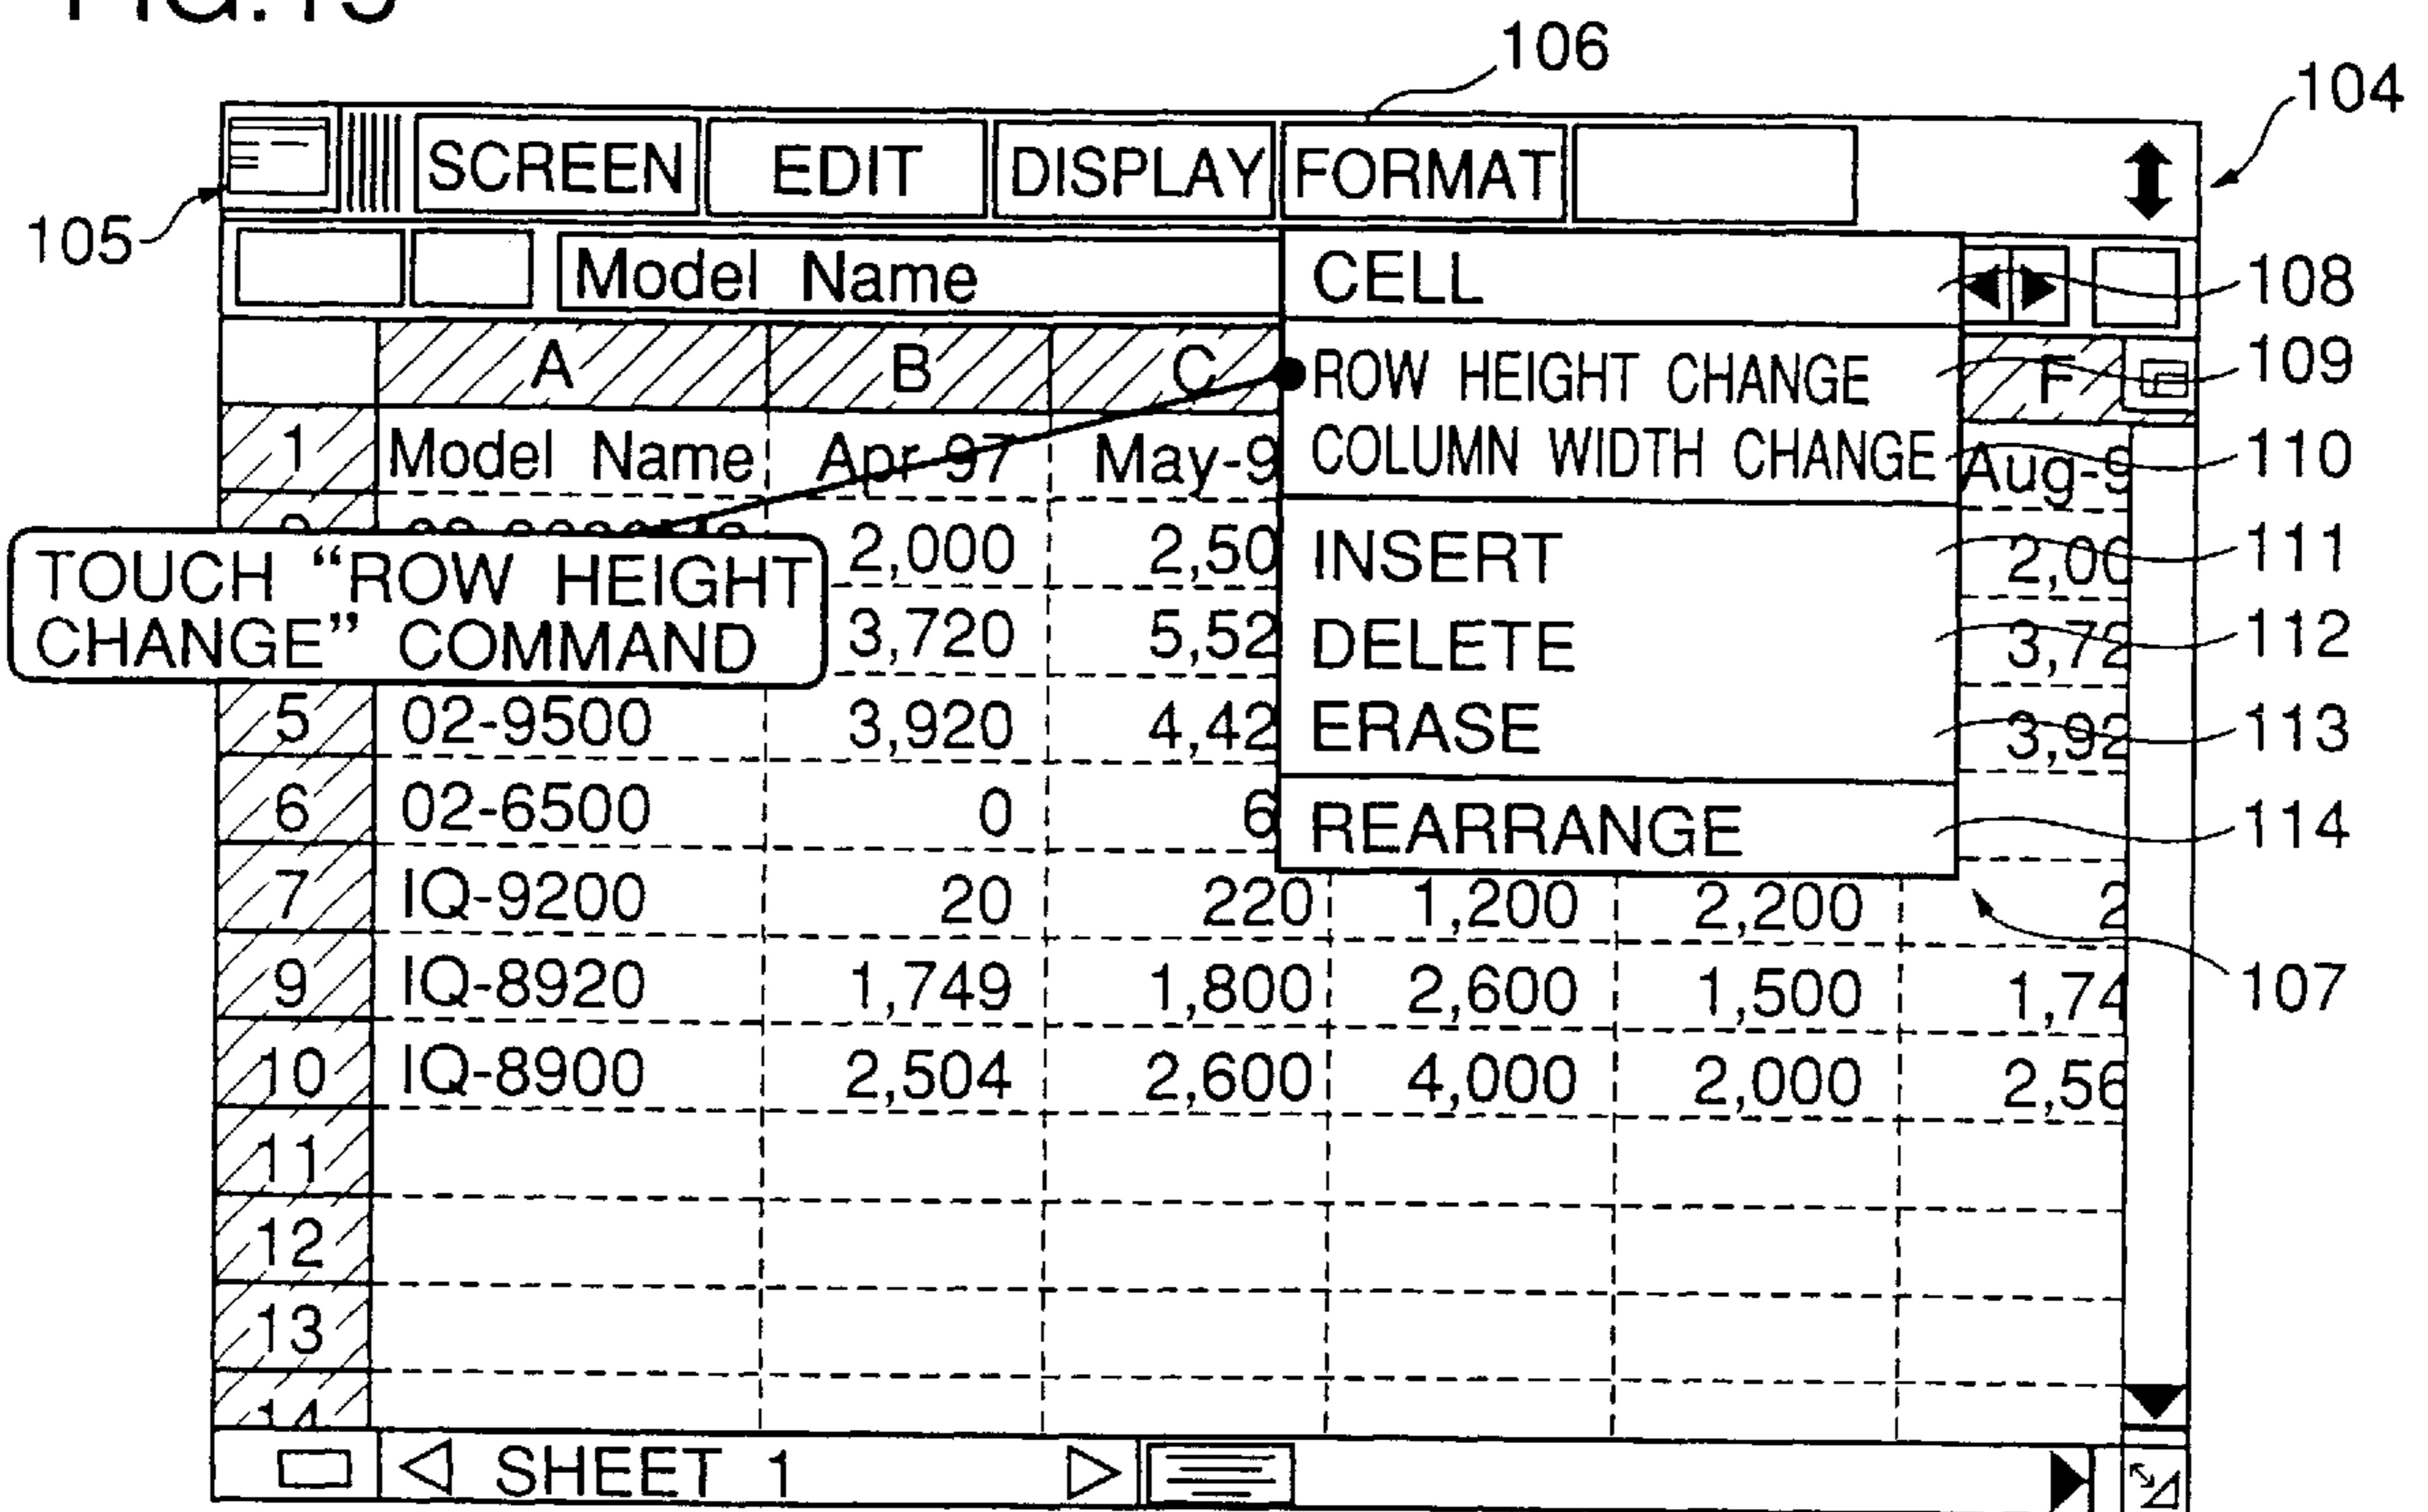 106
104
SCREEN EDIT DISPLAY FORMAT
105
Model Name CELL 108
A B C ROW HEIGHT CHANGE F 109
1 Model Name Apr-97 May-9 COLUMN WIDTH CHANGE Aug-9 110
2,000 2,50 INSERT 2,00 111
TOUCH “ROW HEIGHT
CHANGE” COMMAND
3,720 5,52 DELETE 3,72 112
5 02-9500 3,920 4,42 ERASE 3,92 113
6 02-6500 0 6 REARRANGE 114
7 IQ-9200 20 220 1,200 2,200 2
9 IQ-8920 1,749 1,800 2,600 1,500 1,74
107
10 IQ-8900 2,504 2,600 4,000 2,000 2,56
11
12
13
14
SHEET 1